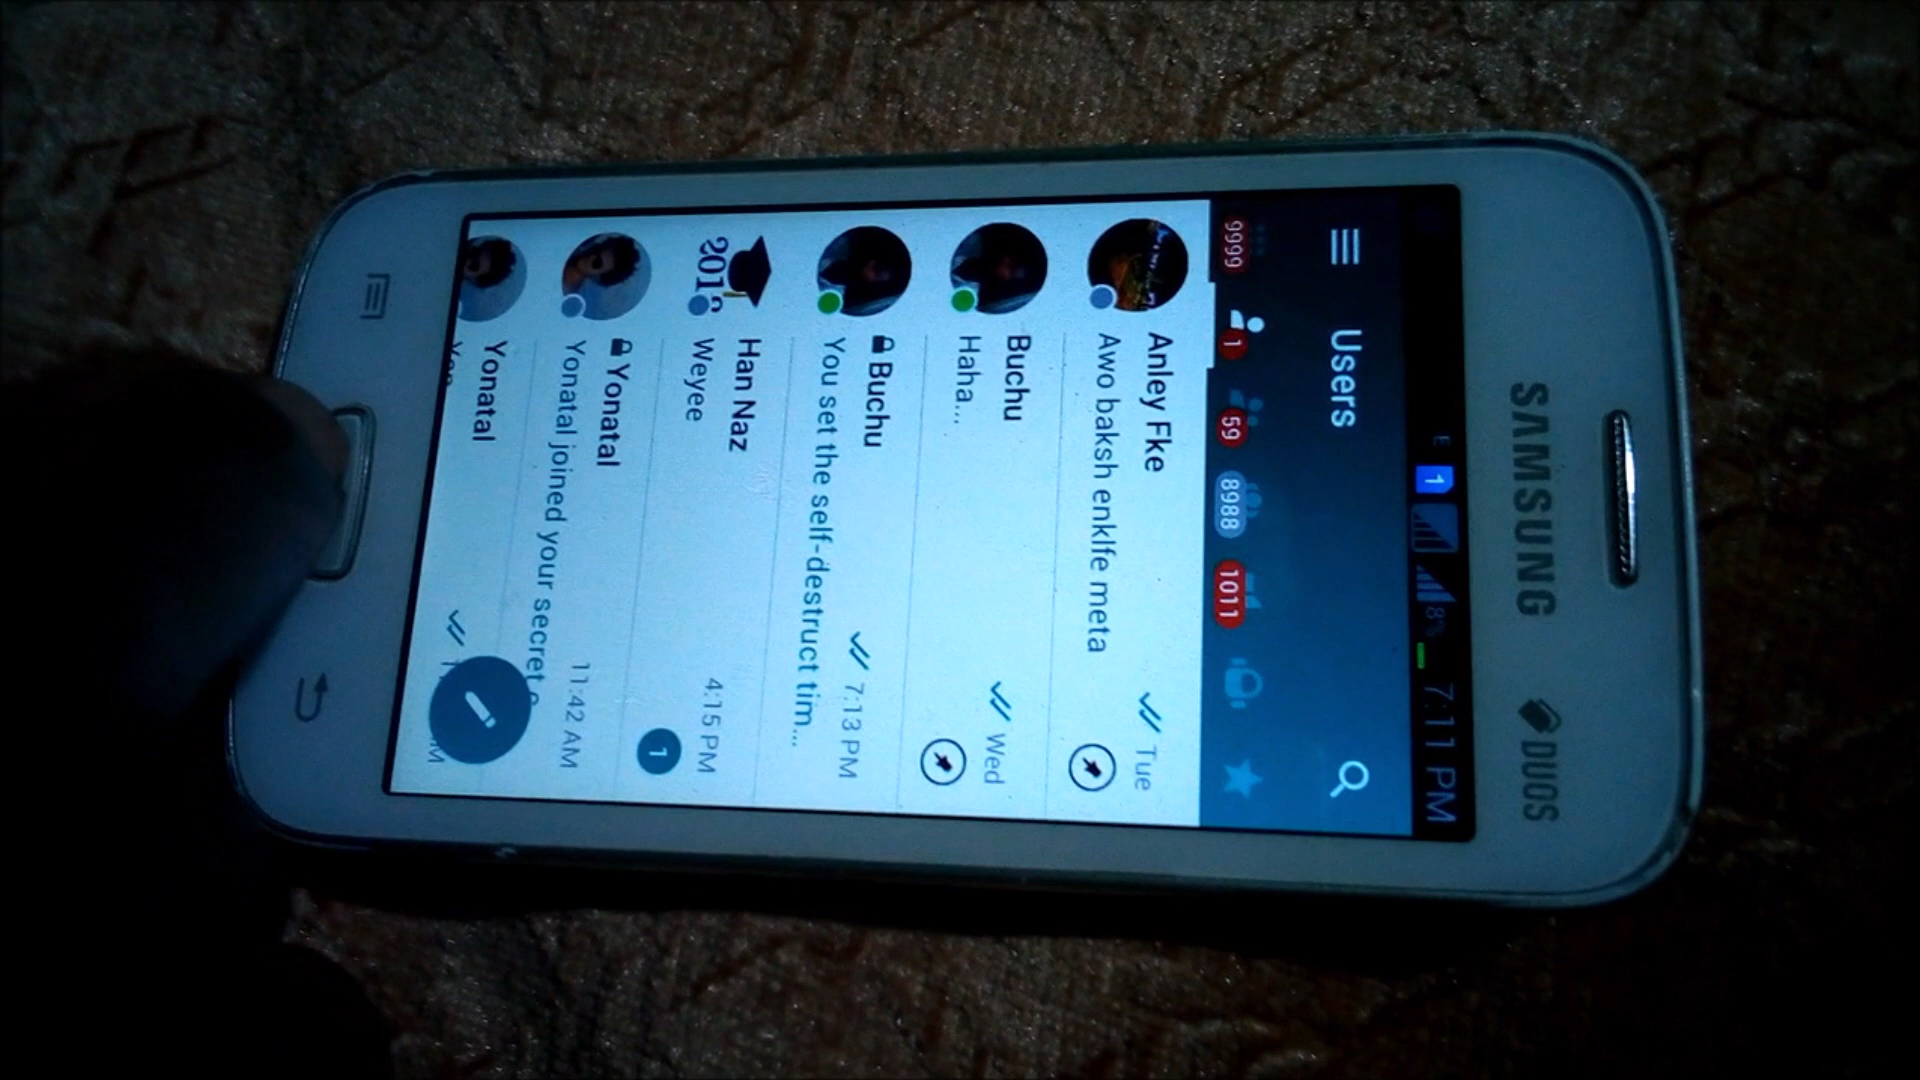 SAMSUNG DUOS
E 1 8% 7:11 PM
Users
9999 1 59 8988 1011
Anley Fke Tue
Awo baksh enklfe meta
Buchu Wed
Haha...
Buchu 7:13 PM
You set the self-destruct tim...
Han Naz 4:15 PM
Weyee 1
Yonatal 11:42 AM
Yonatal joined your secret c
Yonatal